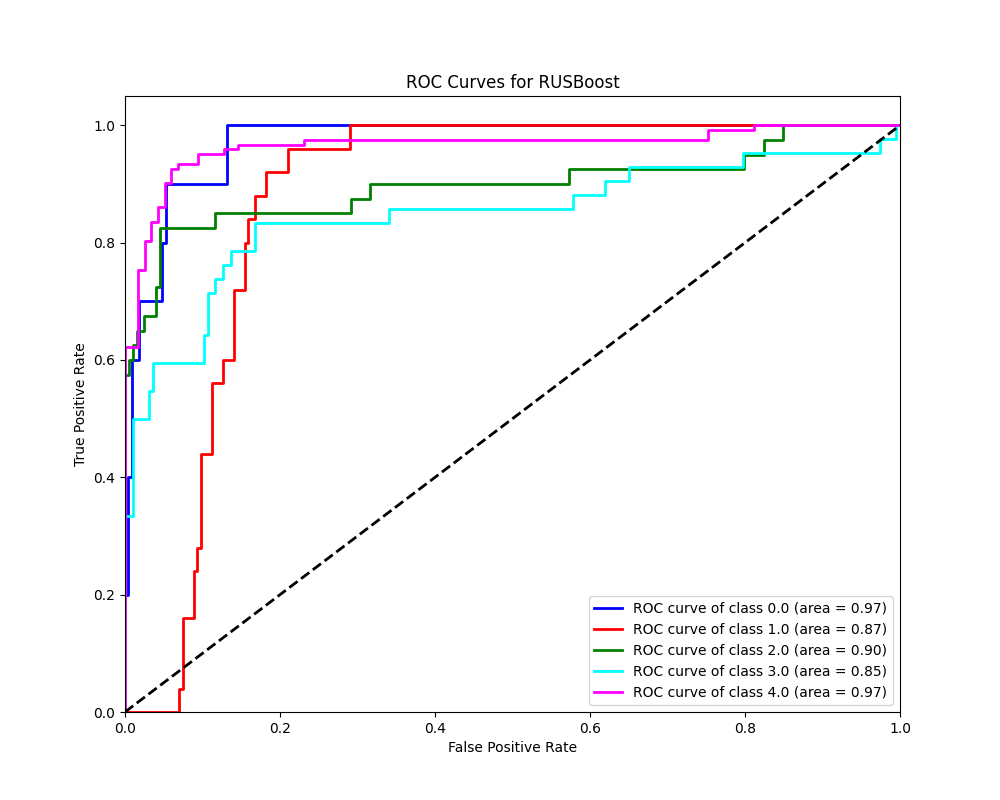 ROC Curves for RUSBoost
True Positive Rate
1.0
0.8
0.6
0.4
0.2
0.0
ROC curve of class 0.0 (area = 0.97)
ROC curve of class 1.0 (area = 0.87)
ROC curve of class 2.0 (area = 0.90)
ROC curve of class 3.0 (area = 0.85)
ROC curve of class 4.0 (area = 0.97)
0.0 0.2 0.4 0.6 0.8 1.0
False Positive Rate